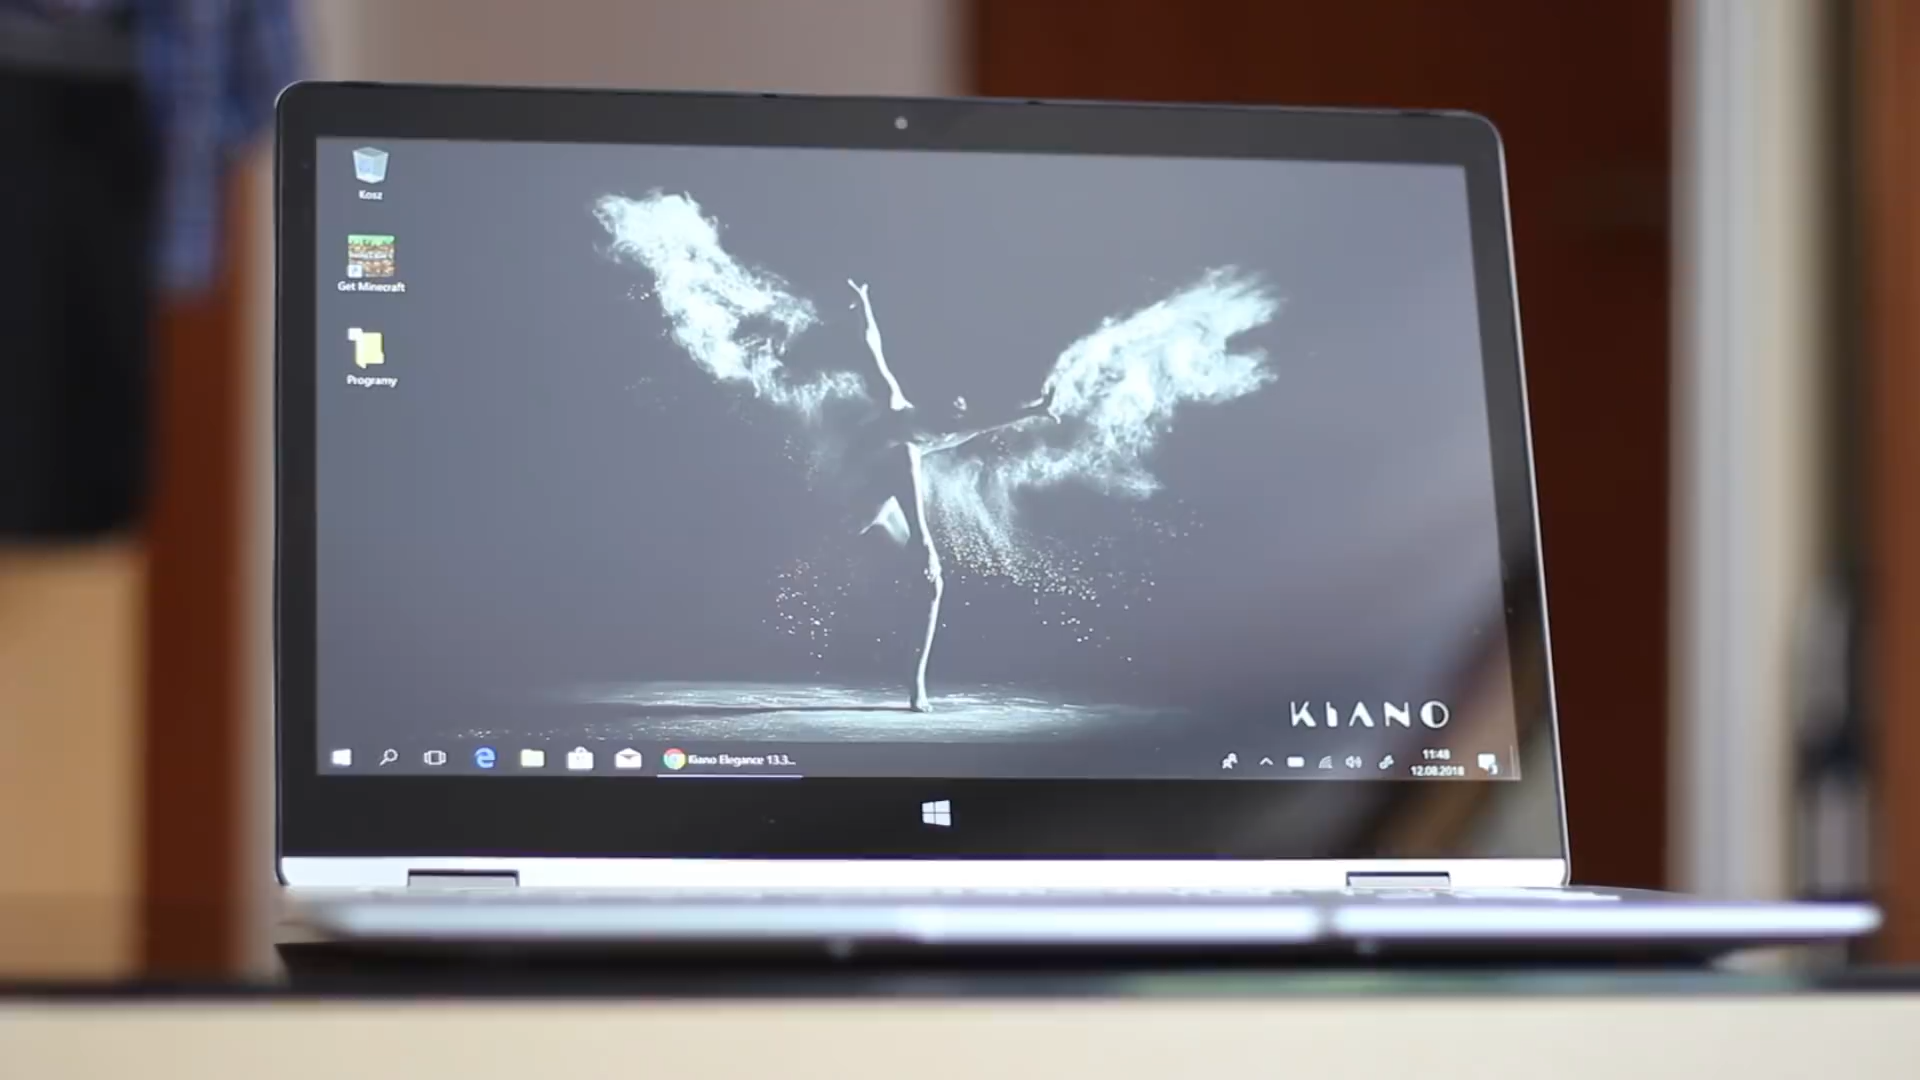 Kosz
Get Minecraft
Programy
KIANO
Kiano Elegance 13.3...
11:48
12.08.2018